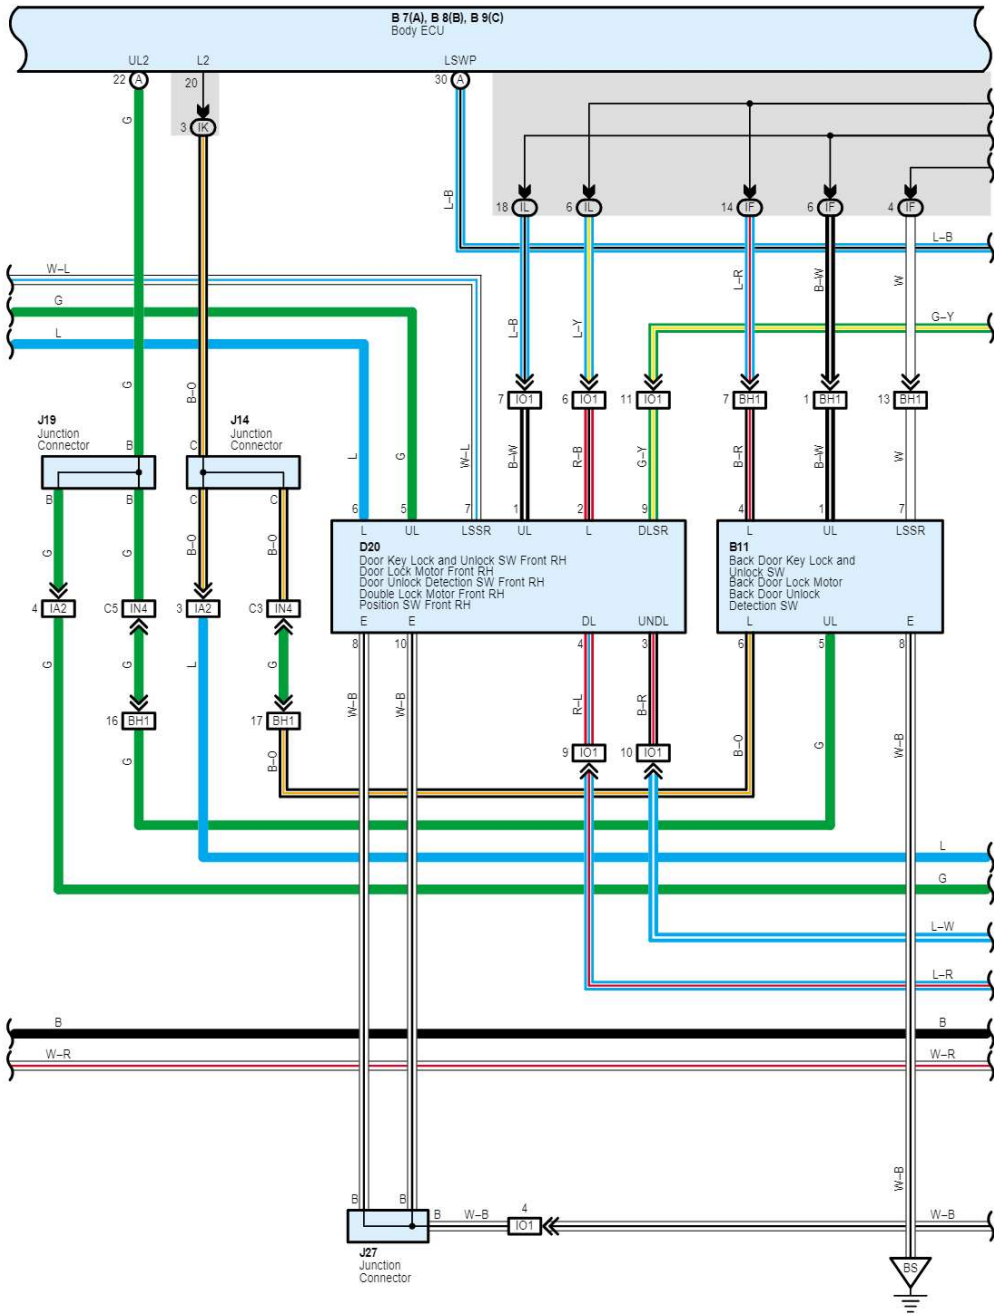 B 7(A), B 8(B), B 9(C)
Body ECU
UL2
L2
LSWP
22 A
20
30 A
G
3 IK
L–B
18 IL
6 IL
14 IF
6 IF
4 IF
L–B
W–L
L–R
B–W
W
G
G–Y
L–B
L–Y
L
G
B–O
7 IO1
6 IO1
11 IO1
7 BH1
1 BH1
13 BH1
J19
Junction
Connector
J14
Junction
Connector
B
C
L
G
W–L
B–W
R–B
G–Y
B–R
B–W
W
B
B
C
C
6
5
7
1
2
9
4
1
7
L
UL
LSSR
UL
L
DLSR
L
UL
LSSR
G
G
B–O
B–O
D20
Door Key Lock and Unlock SW Front RH
Door Lock Motor Front RH
Door Unlock Detection SW Front RH
Double Lock Motor Front RH
Position SW Front RH
B11
Back Door Key Lock and
Unlock SW
Back Door Lock Motor
Back Door Unlock
Detection SW
4 IA2
C5 IN4
3 IA2
C3 IN4
E
E
DL
UNDL
L
UL
E
8
10
4
3
6
5
8
G
G
L
G
W–B
W–B
R–L
B–R
B–O
G
W–B
16 BH1
17 BH1
G
B–O
9 IO1
10 IO1
L
G
L–W
L–R
B
B
W–R
W–R
W–B
B
B
B
W–B
4
IO1
W–B
J27
Junction
Connector
BS